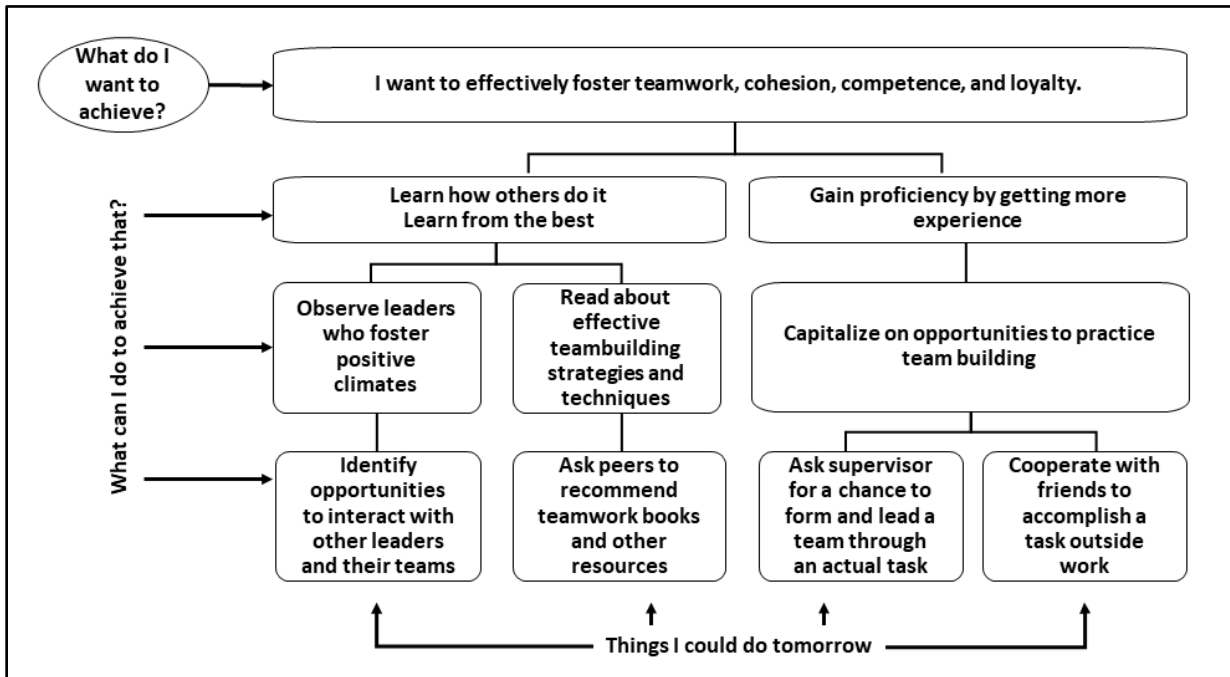 What do I
want to
achieve?
I want to effectively foster teamwork, cohesion, competence, and loyalty.
What can I do to achieve that?
Learn how others do it
Learn from the best
Gain proficiency by getting more
experience
Observe leaders
who foster
positive
climates
Read about
effective
teambuilding
strategies and
techniques
Capitalize on opportunities to practice
team building
Identify
opportunities
to interact with
other leaders
and their teams
Ask peers to
recommend
teamwork books
and other
resources
Ask supervisor
for a chance to
form and lead a
team through
an actual task
Cooperate with
friends to
accomplish a
task outside
work
Things I could do tomorrow